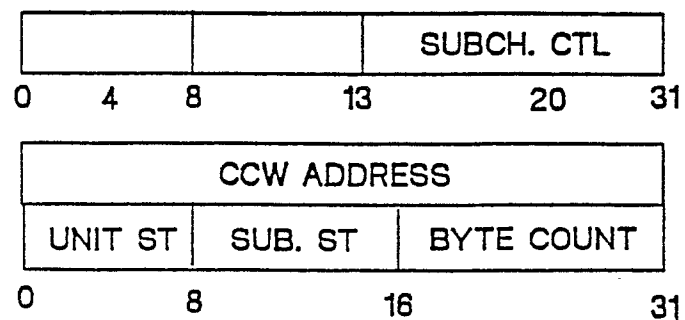 SUBCH. CTL
0 4 8 13 20 31
CCW ADDRESS
UNIT ST SUB. ST BYTE COUNT
0 8 16 31